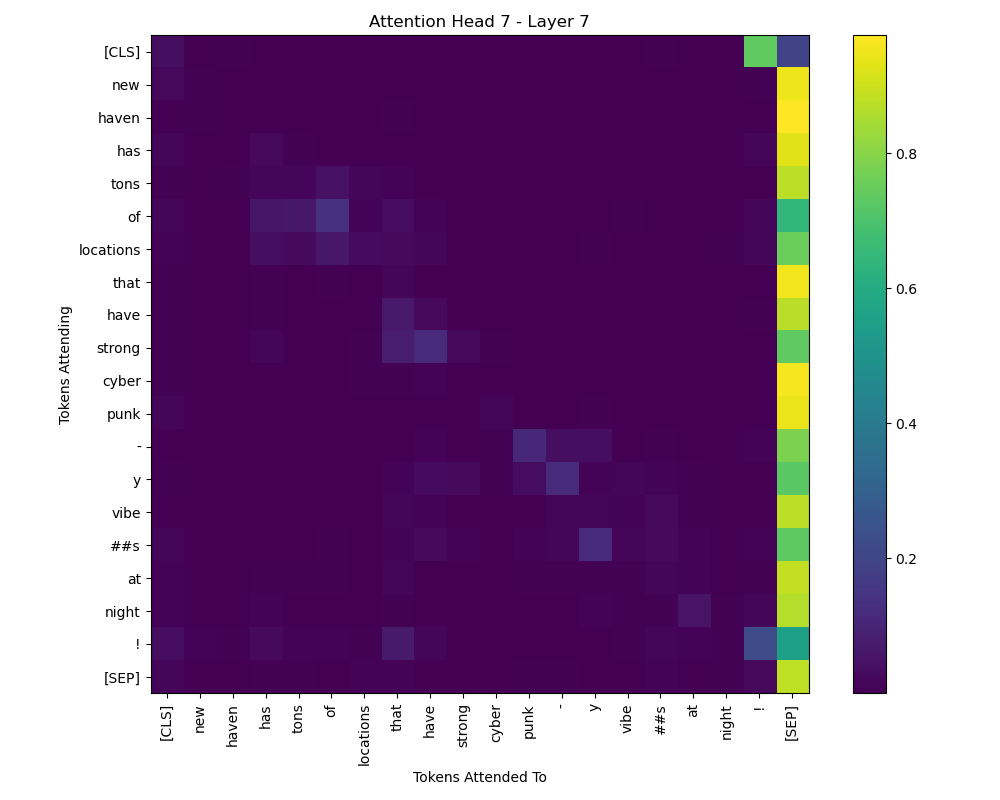 Attention Head 7 - Layer 7
Tokens Attending
[CLS]
new
haven
has
tons
of
locations
that
have
strong
cyber
punk
-
y
vibe
##s
at
night
!
[SEP]
[CLS]
new
haven
has
tons
of
locations
that
have
strong
cyber
punk
-
y
vibe
##s
at
night
!
[SEP]
Tokens Attended To
0.8
0.6
0.4
0.2